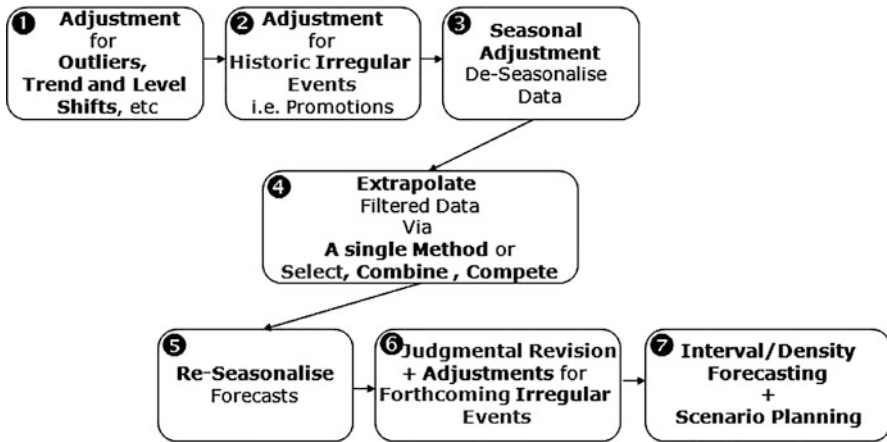 ❶ Adjustment
for
Outliers,
Trend and Level
Shifts, etc
❷ Adjustment
for
Historic Irregular
Events
i.e. Promotions
❸ Seasonal
Adjustment
De-Seasonalise
Data
❹ Extrapolate
Filtered Data
Via
A single Method or
Select, Combine , Compete
❺
Re-Seasonalise
Forecasts
❻ Judgmental Revision
+ Adjustments for
Forthcoming Irregular
Events
❼ Interval/Density
Forecasting
+
Scenario Planning